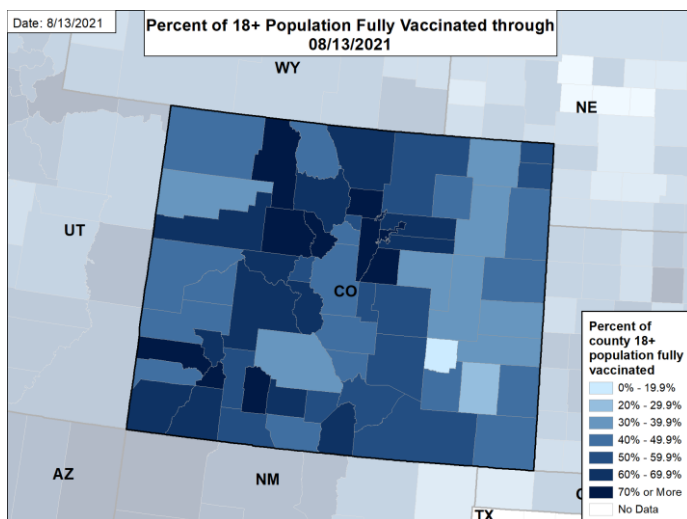 Date: 8/13/2021
Percent of 18+ Population Fully Vaccinated through
08/13/2021
WY
NE
UT
CO
AZ
NM
TX
Percent of
county 18+
population fully
vaccinated
0% - 19.9%
20% - 29.9%
30% - 39.9%
40% - 49.9%
50% - 59.9%
60% - 69.9%
70% or More
No Data